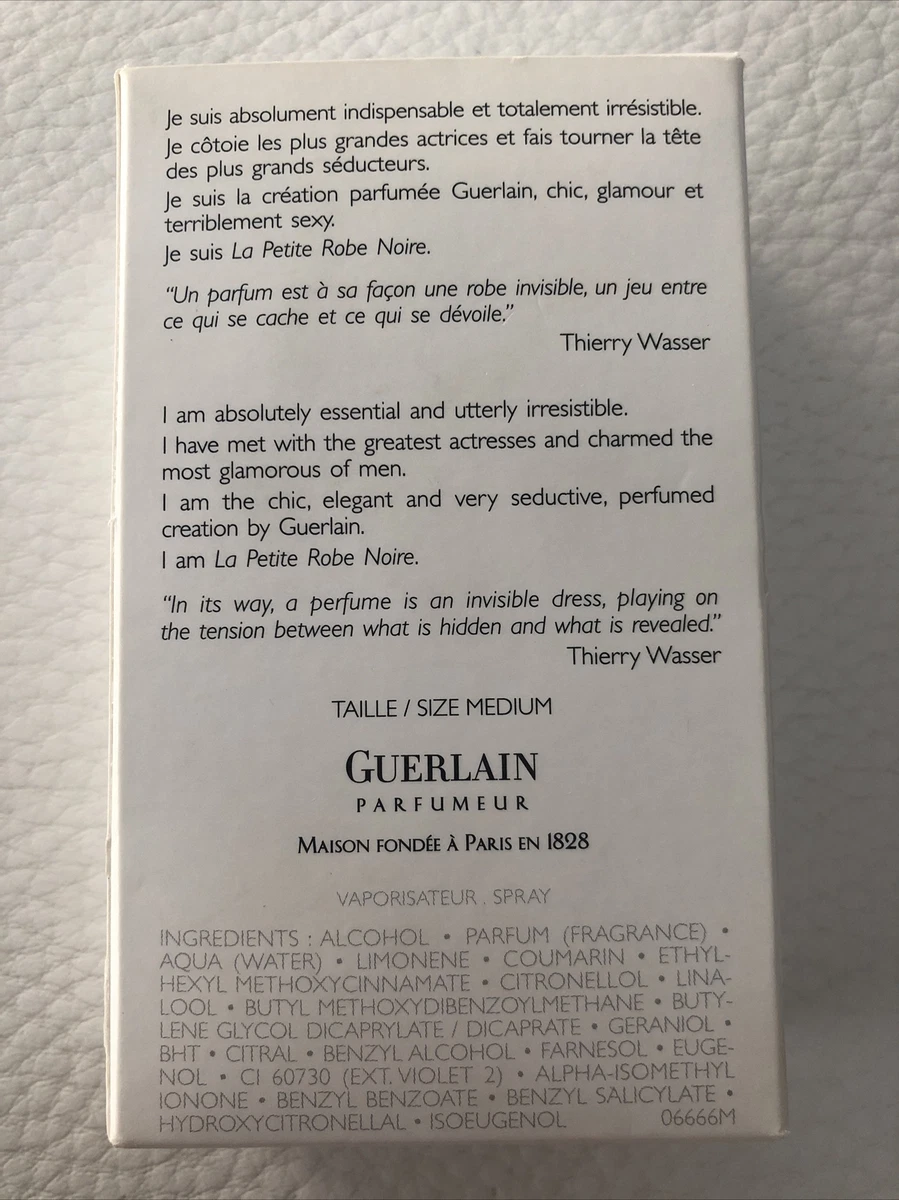 Je suis absolument indispensable et totalement irrésistible.
Je côtoie les plus grandes actrices et fais tourner la tête
des plus grands séducteurs.
Je suis la création parfumée Guerlain, chic, glamour et
terriblement sexy.
Je suis La Petite Robe Noire.
“Un parfum est à sa façon une robe invisible, un jeu entre
ce qui se cache et ce qui se dévoile.”
Thierry Wasser
I am absolutely essential and utterly irresistible.
I have met with the greatest actresses and charmed the
most glamorous of men.
I am the chic, elegant and very seductive, perfumed
creation by Guerlain.
I am La Petite Robe Noire.
“In its way, a perfume is an invisible dress, playing on
the tension between what is hidden and what is revealed.”
Thierry Wasser
TAILLE / SIZE MEDIUM
GUERLAIN
PARFUMEUR
MAISON FONDÉE À PARIS EN 1828
VAPORISATEUR . SPRAY
INGREDIENTS : ALCOHOL • PARFUM (FRAGRANCE) •
AQUA (WATER) • LIMONENE • COUMARIN • ETHYL-
HEXYL METHOXYCINNAMATE • CITRONELLOL • LINA-
LOOL • BUTYL METHOXYDIBENZOYLMETHANE • BUTY-
LENE GLYCOL DICAPRYLATE / DICAPRATE • GERANIOL •
BHT • CITRAL • BENZYL ALCOHOL • FARNESOL • EUGE-
NOL • CI 60730 (EXT. VIOLET 2) • ALPHA-ISOMETHYL
IONONE • BENZYL BENZOATE • BENZYL SALICYLATE •
HYDROXYCITRONELLAL • ISOEUGENOL 06666M